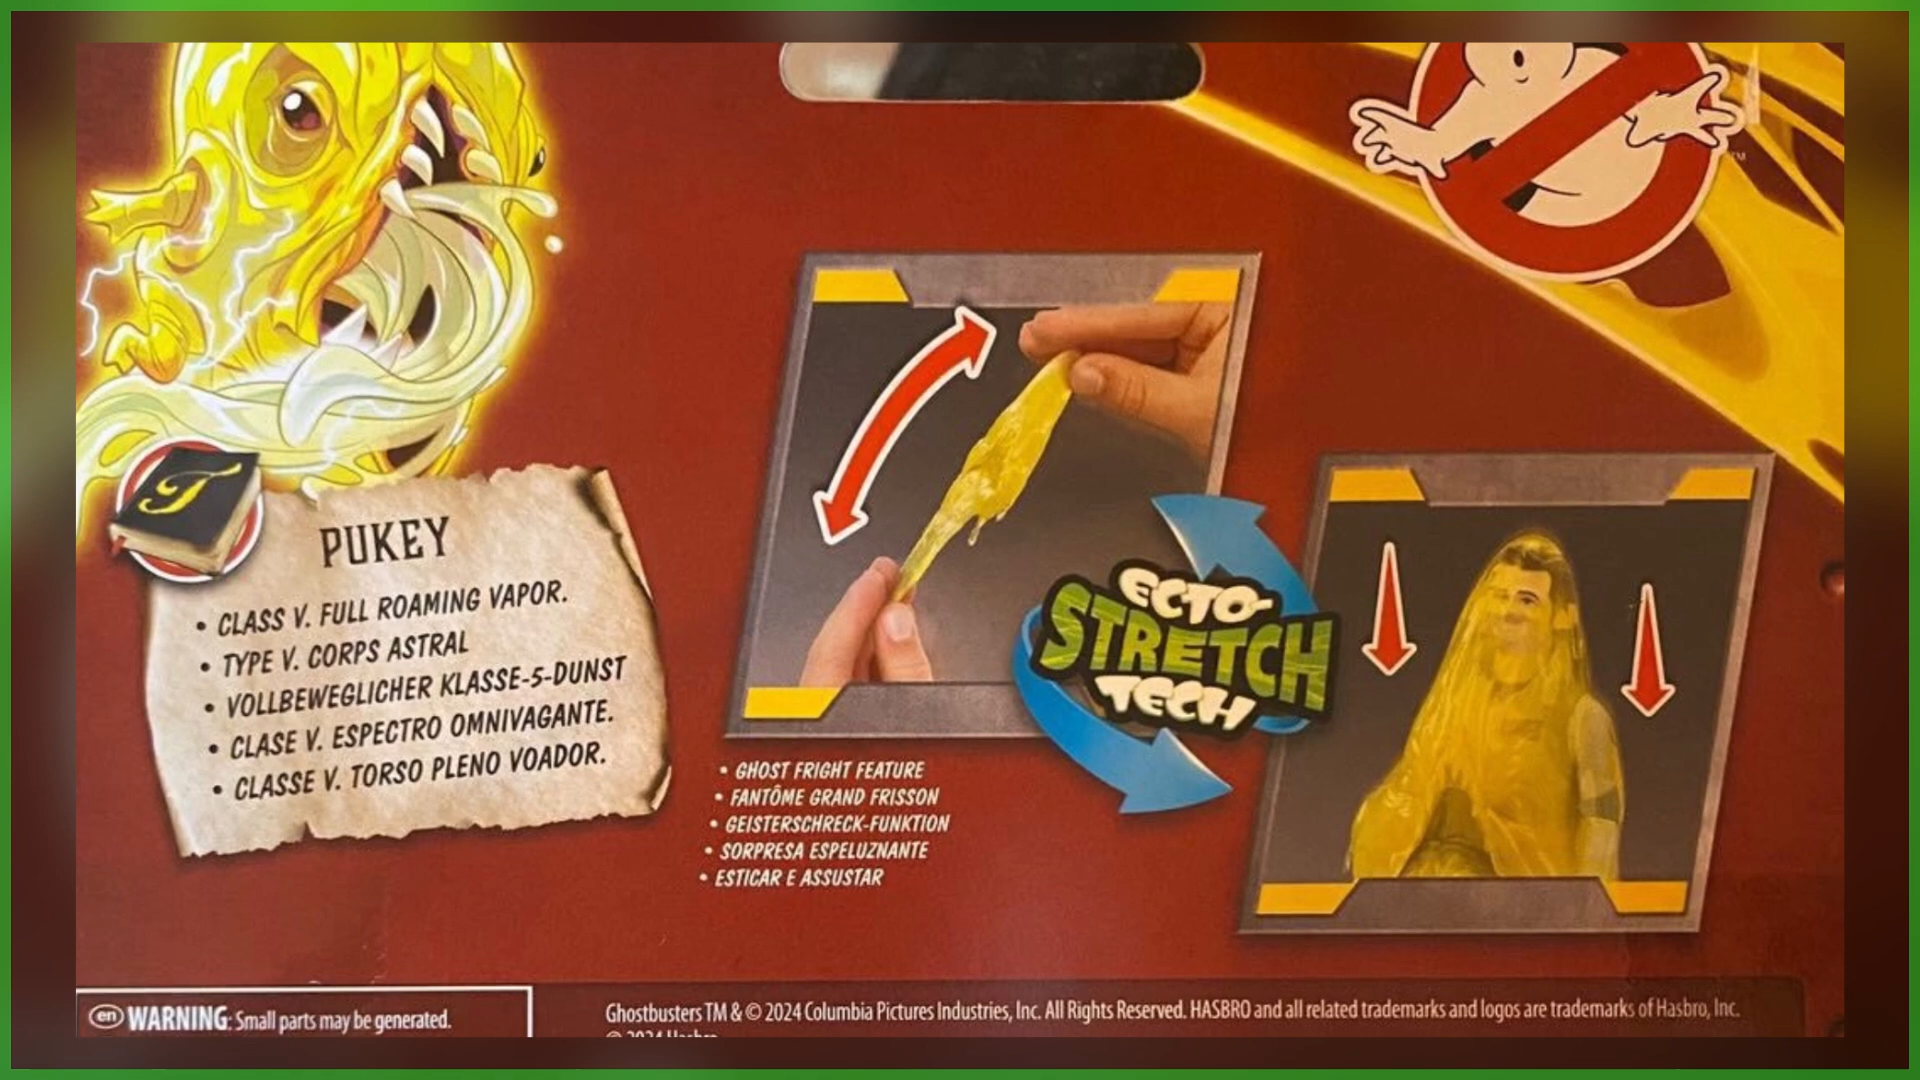 T
PUKEY
• CLASS V. FULL ROAMING VAPOR.
• TYPE V. CORPS ASTRAL
• VOLLBEWEGLICHER KLASSE-5-DUNST
• CLASE V. ESPECTRO OMNIVAGANTE.
• CLASSE V. TORSO PLENO VOADOR.
ECTO-
STRETCH
TECH
• GHOST FRIGHT FEATURE
• FANTÔME GRAND FRISSON
• GEISTERSCHRECK-FUNKTION
• SORPRESA ESPELUZNANTE
• ESTICAR E ASSUSTAR
TM
en WARNING: Small parts may be generated.
Ghostbusters TM & © 2024 Columbia Pictures Industries, Inc. All Rights Reserved. HASBRO and all related trademarks and logos are trademarks of Hasbro, Inc.
© 2024 Hasbro